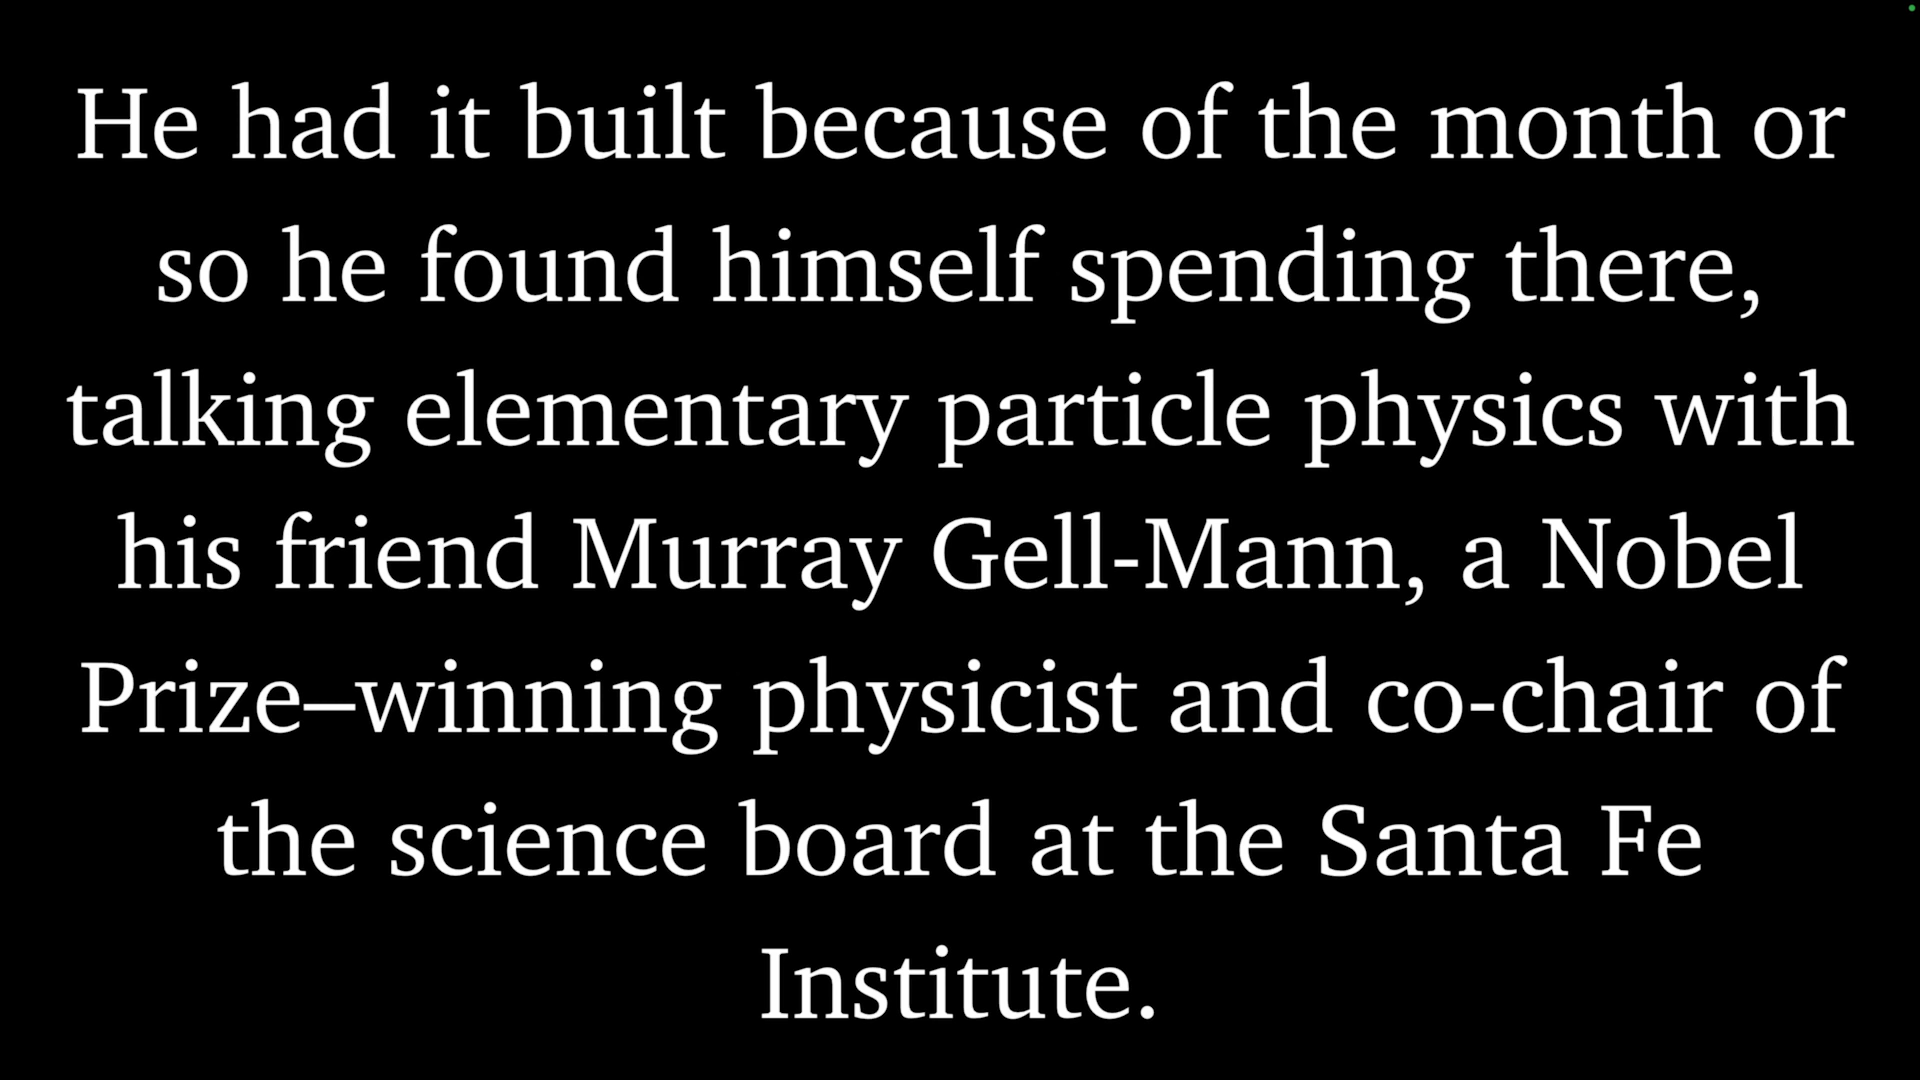 He had it built because of the month or
so he found himself spending there,
talking elementary particle physics with
his friend Murray Gell-Mann, a Nobel
Prize–winning physicist and co-chair of
the science board at the Santa Fe
Institute.